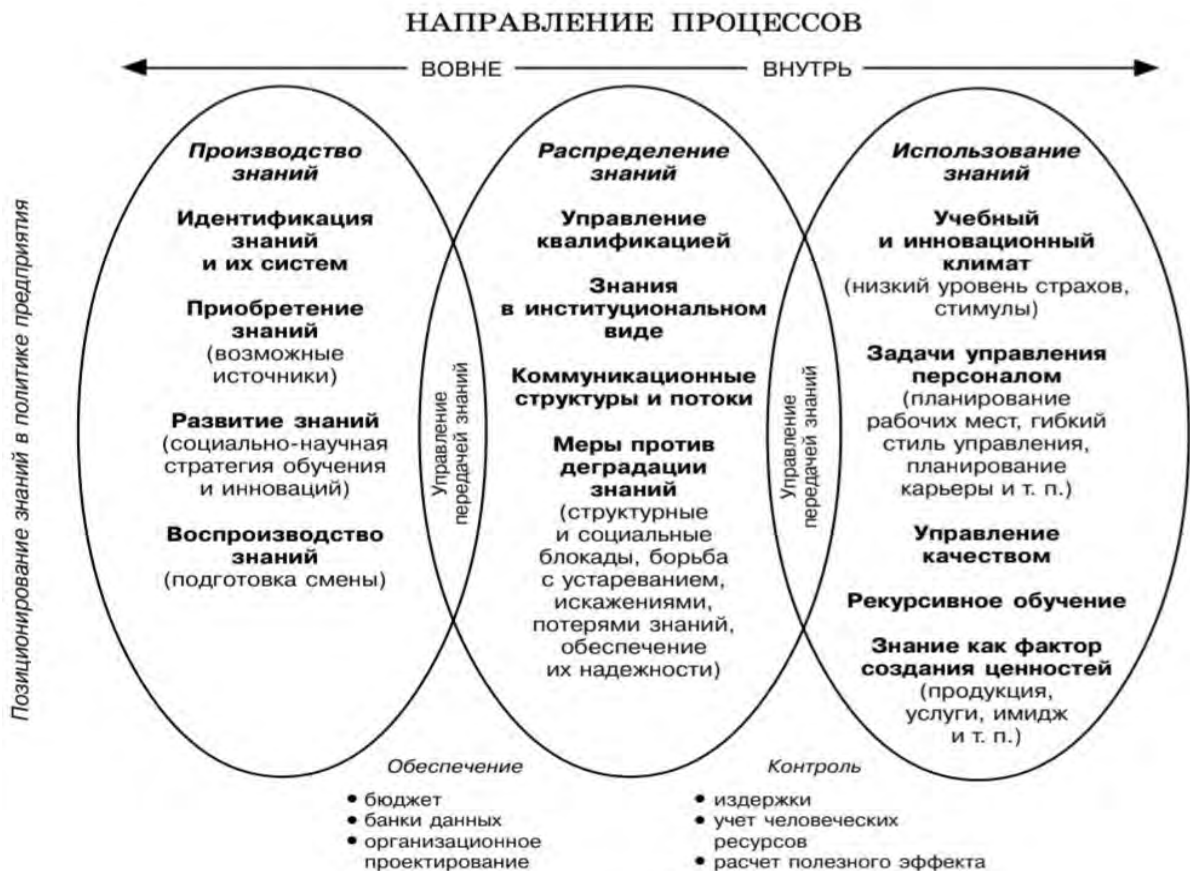 НАПРАВЛЕНИЕ ПРОЦЕССОВ
ВОВНЕ
ВНУТРЬ
Позиционирование знаний в политике предприятия
Производство
знаний
Идентификация
знаний
и их систем
Приобретение
знаний
(возможные
источники)
Развитие знаний
(социально-научная
стратегия обучения
и инноваций)
Воспроизводство
знаний
(подготовка смены)
Управление
передачей знаний
Распределение
знаний
Управление
квалификацией
Знания
в институциональном
виде
Коммуникационные
структуры и потоки
Меры против
деградации
знаний
(структурные
и социальные
блокады, борьба
с устареванием,
искажениями,
потерями знаний,
обеспечение
их надежности)
Управление
передачей знаний
Использование
знаний
Учебный
и инновационный
климат
(низкий уровень страхов,
стимулы)
Задачи управления
персоналом
(планирование
рабочих мест, гибкий
стиль управления,
планирование
карьеры и т. п.)
Управление
качеством
Рекурсивное обучение
Знание как фактор
создания ценностей
(продукция,
услуги, имидж
и т. п.)
Обеспечение
• бюджет
• банки данных
• организационное
проектирование
Контроль
• издержки
• учет человеческих
ресурсов
• расчет полезного эффекта